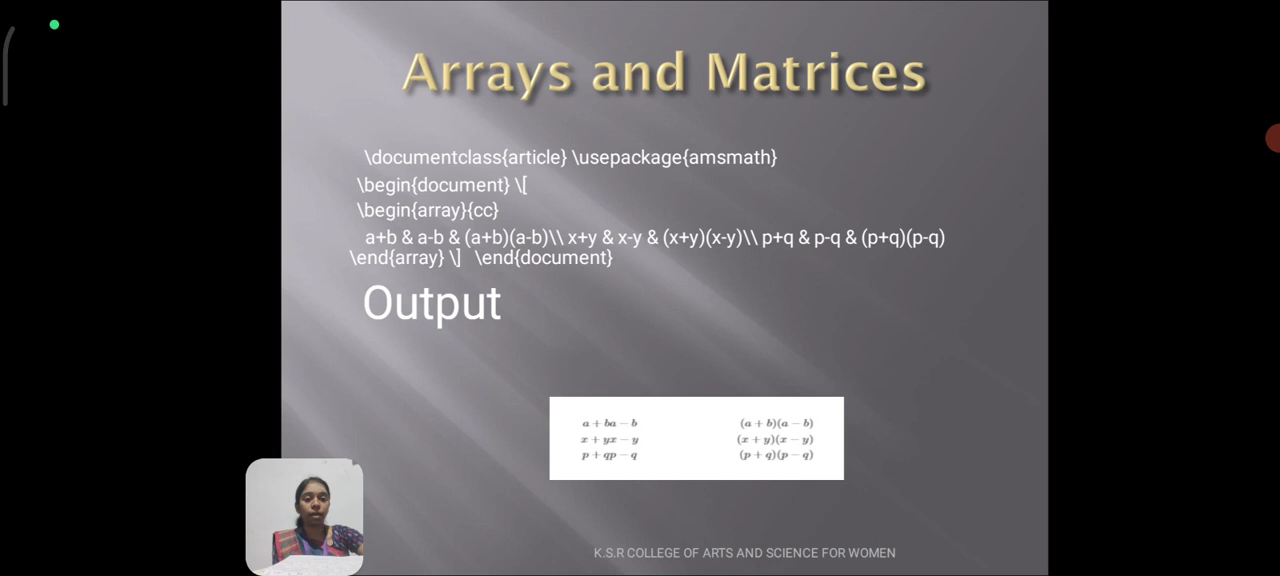 Arrays and Matrices
\documentclass{article} \usepackage{amsmath}
\begin{document} \[
\begin{array}{cc}
a+b & a-b & (a+b)(a-b)\\ x+y & x-y & (x+y)(x-y)\\ p+q & p-q & (p+q)(p-q)
\end{array} \] \end{document}
Output
a + ba − b (a + b)(a − b)
x + yx − y (x + y)(x − y)
p + qp − q (p + q)(p − q)
K.S.R COLLEGE OF ARTS AND SCIENCE FOR WOMEN